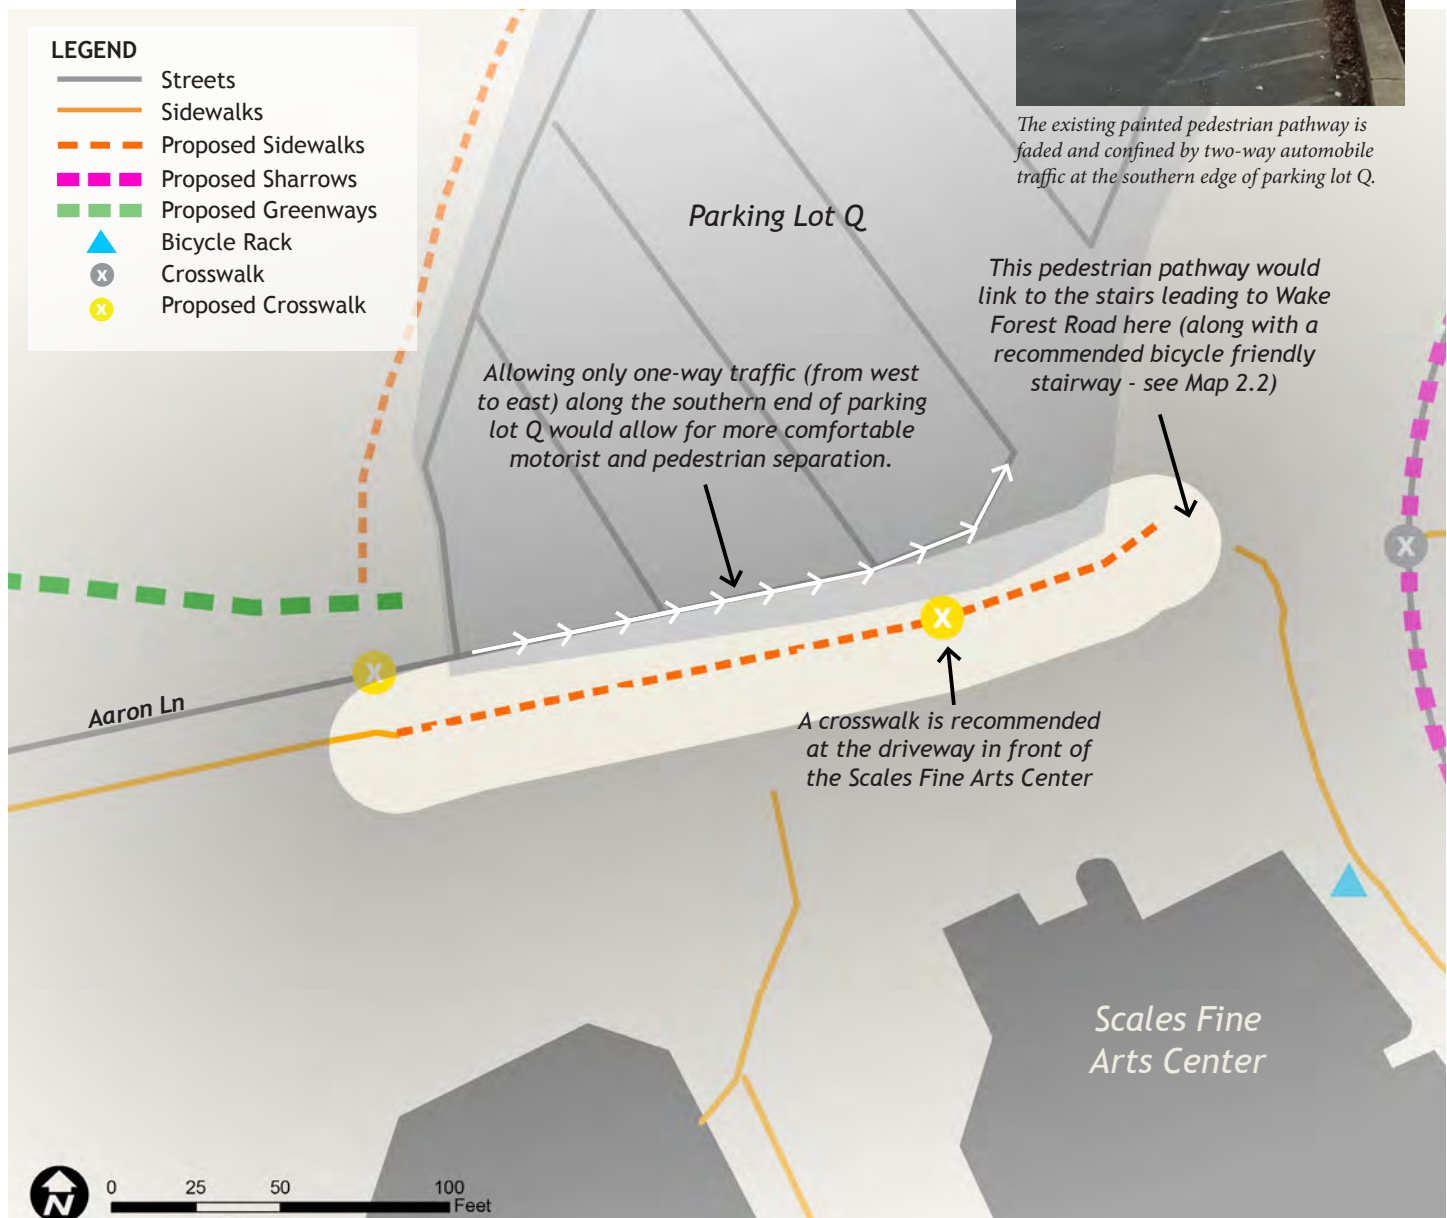 LEGEND
Streets
Sidewalks
Proposed Sidewalks
Proposed Sharrows
Proposed Greenways
Bicycle Rack
x Crosswalk
x Proposed Crosswalk
The existing painted pedestrian pathway is
faded and confined by two-way automobile
traffic at the southern edge of parking lot Q.
Parking Lot Q
This pedestrian pathway would
link to the stairs leading to Wake
Forest Road here (along with a
recommended bicycle friendly
stairway - see Map 2.2)
Allowing only one-way traffic (from west
to east) along the southern end of parking
lot Q would allow for more comfortable
motorist and pedestrian separation.
x
x
x
Aaron Ln
A crosswalk is recommended
at the driveway in front of
the Scales Fine Arts Center
Scales Fine
Arts Center
N
0 25 50 100
Feet